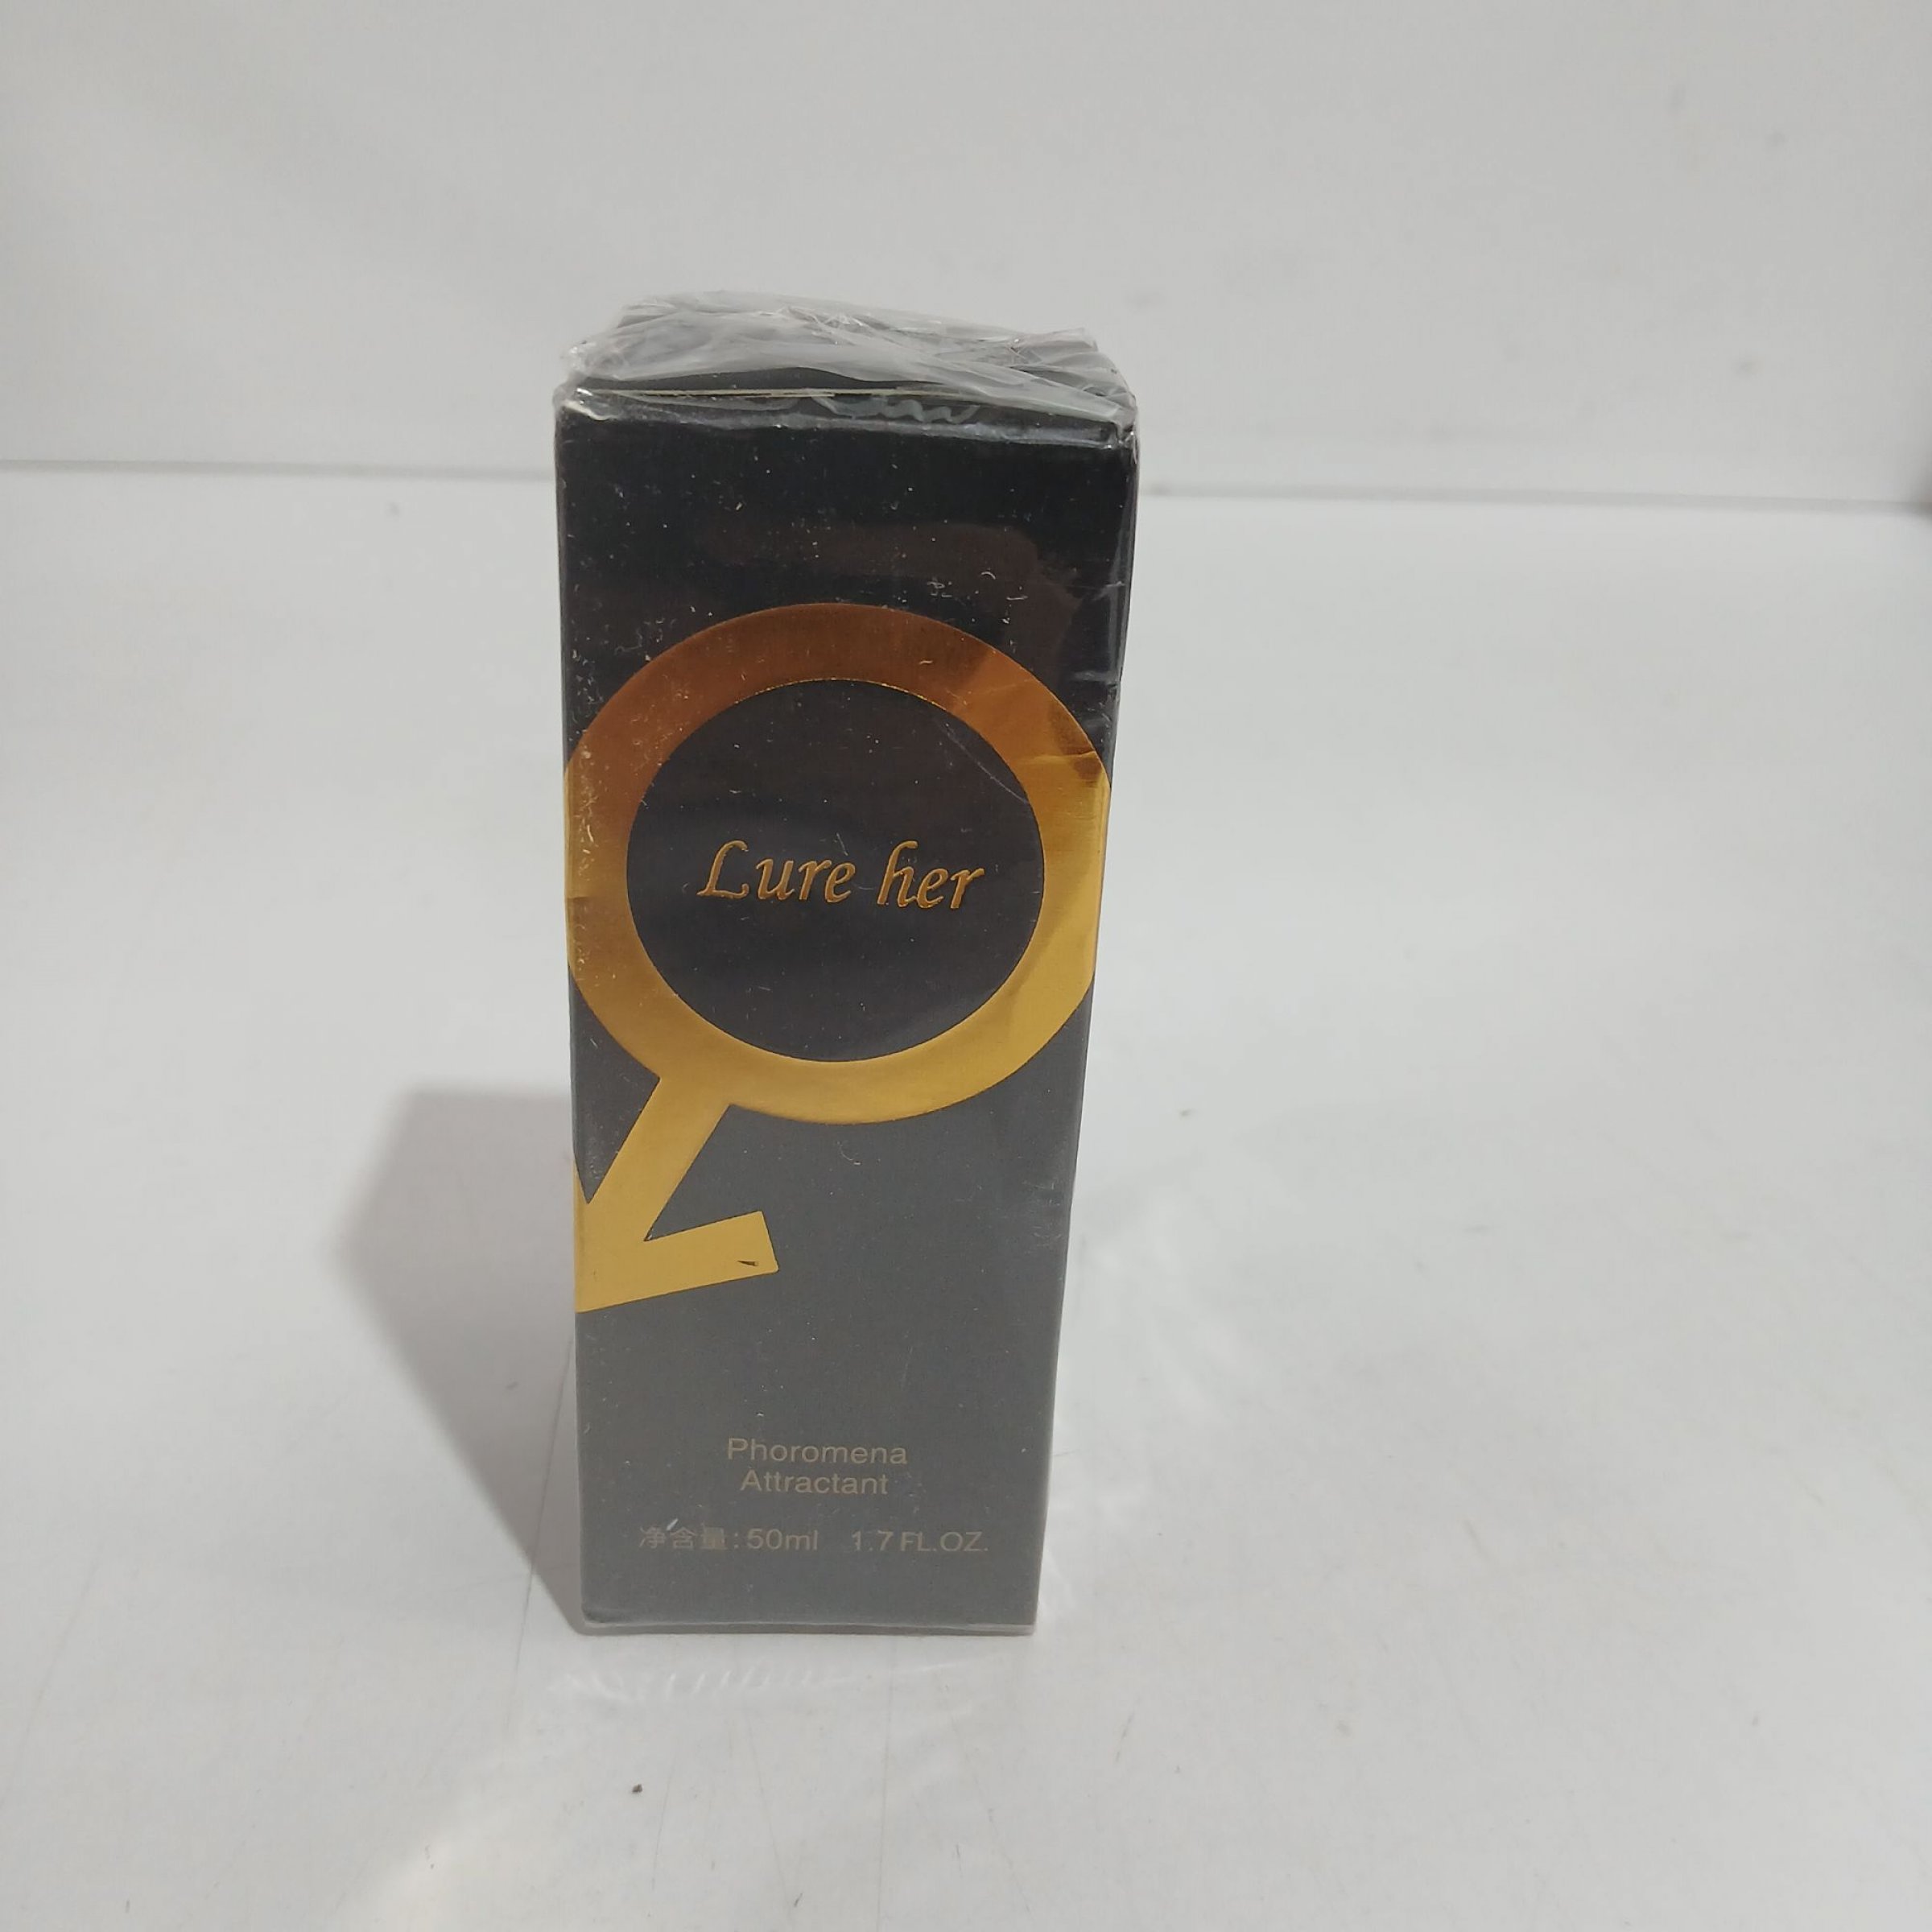 Lure her
Phoromena
Attractant
净含量:50ml 1.7 FL.OZ.